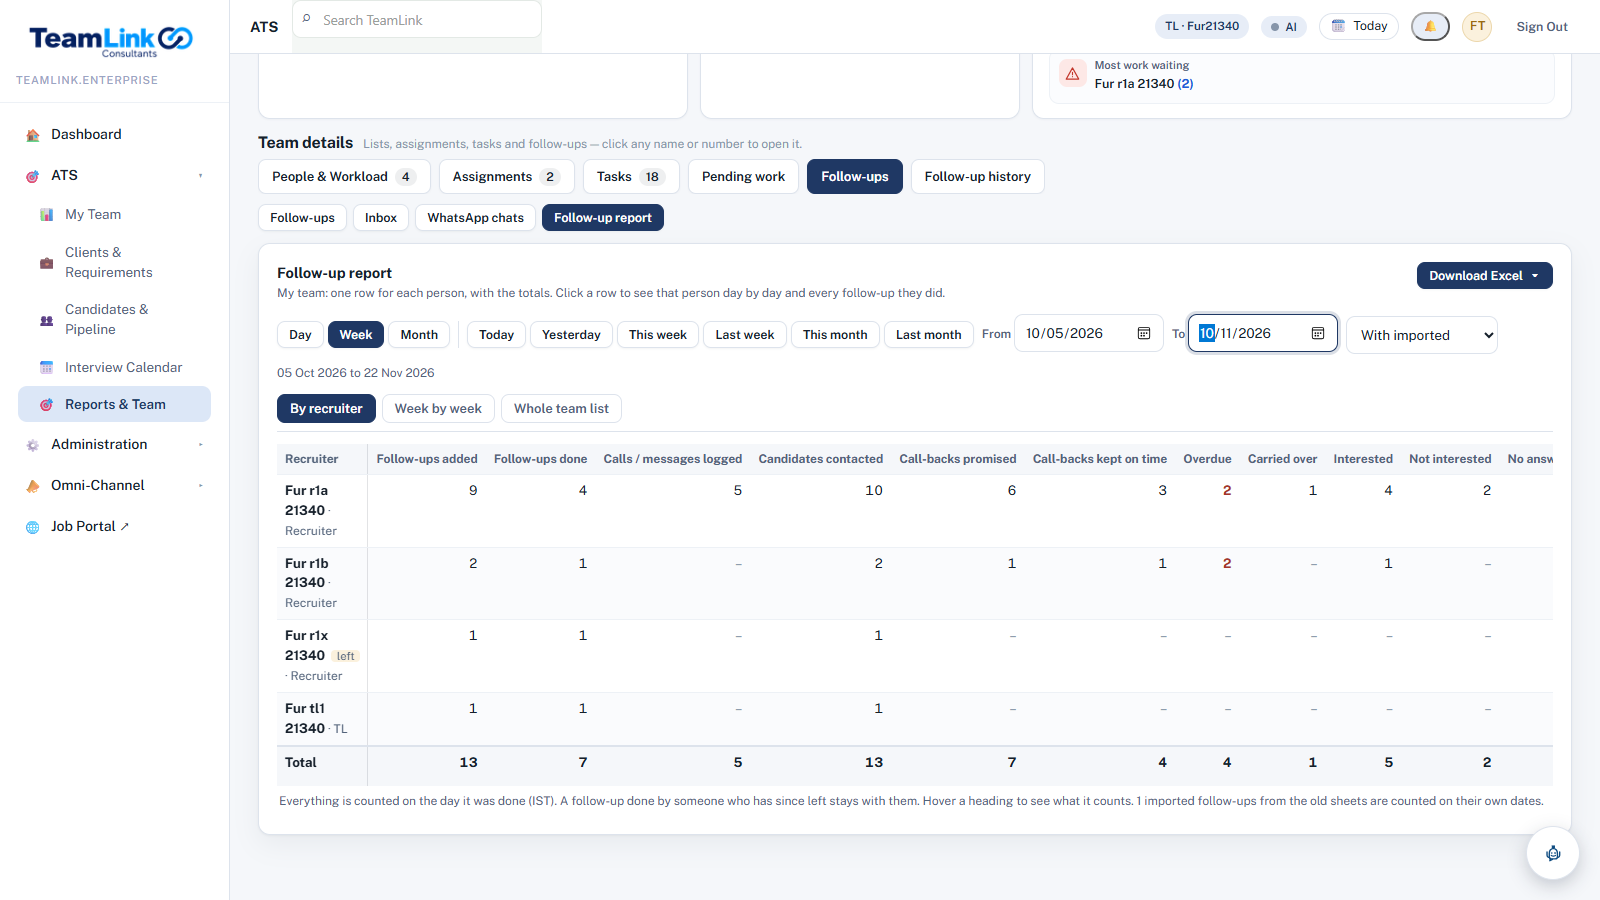 TeamLink
Consultants
TEAMLINK.ENTERPRISE
Dashboard
ATS
My Team
Clients &
Requirements
Candidates &
Pipeline
Interview Calendar
Reports & Team
Administration
Omni-Channel
Job Portal ↗
ATS
Search TeamLink
TL · Fur21340
AI
Today
FT
Sign Out
Most work waiting
Fur r1a 21340 (2)
Team details Lists, assignments, tasks and follow-ups — click any name or number to open it.
People & Workload 4
Assignments 2
Tasks 18
Pending work
Follow-ups
Follow-up history
Follow-ups
Inbox
WhatsApp chats
Follow-up report
Follow-up report
Download Excel
My team: one row for each person, with the totals. Click a row to see that person day by day and every follow-up they did.
Day Week Month Today Yesterday This week Last week This month Last month From 10/05/2026 To 10/11/2026 With imported
05 Oct 2026 to 22 Nov 2026
By recruiter Week by week Whole team list
Recruiter Follow-ups added Follow-ups done Calls / messages logged Candidates contacted Call-backs promised Call-backs kept on time Overdue Carried over Interested Not interested No answ
Fur r1a 21340 · Recruiter 9 4 5 10 6 3 2 1 4 2
Fur r1b 21340 · Recruiter 2 1 – 2 1 1 2 – 1 –
Fur r1x 21340 left · Recruiter 1 1 – 1 – – – – – –
Fur tl1 21340 · TL 1 1 – 1 – – – – – –
Total 13 7 5 13 7 4 4 1 5 2
Everything is counted on the day it was done (IST). A follow-up done by someone who has since left stays with them. Hover a heading to see what it counts. 1 imported follow-ups from the old sheets are counted on their own dates.